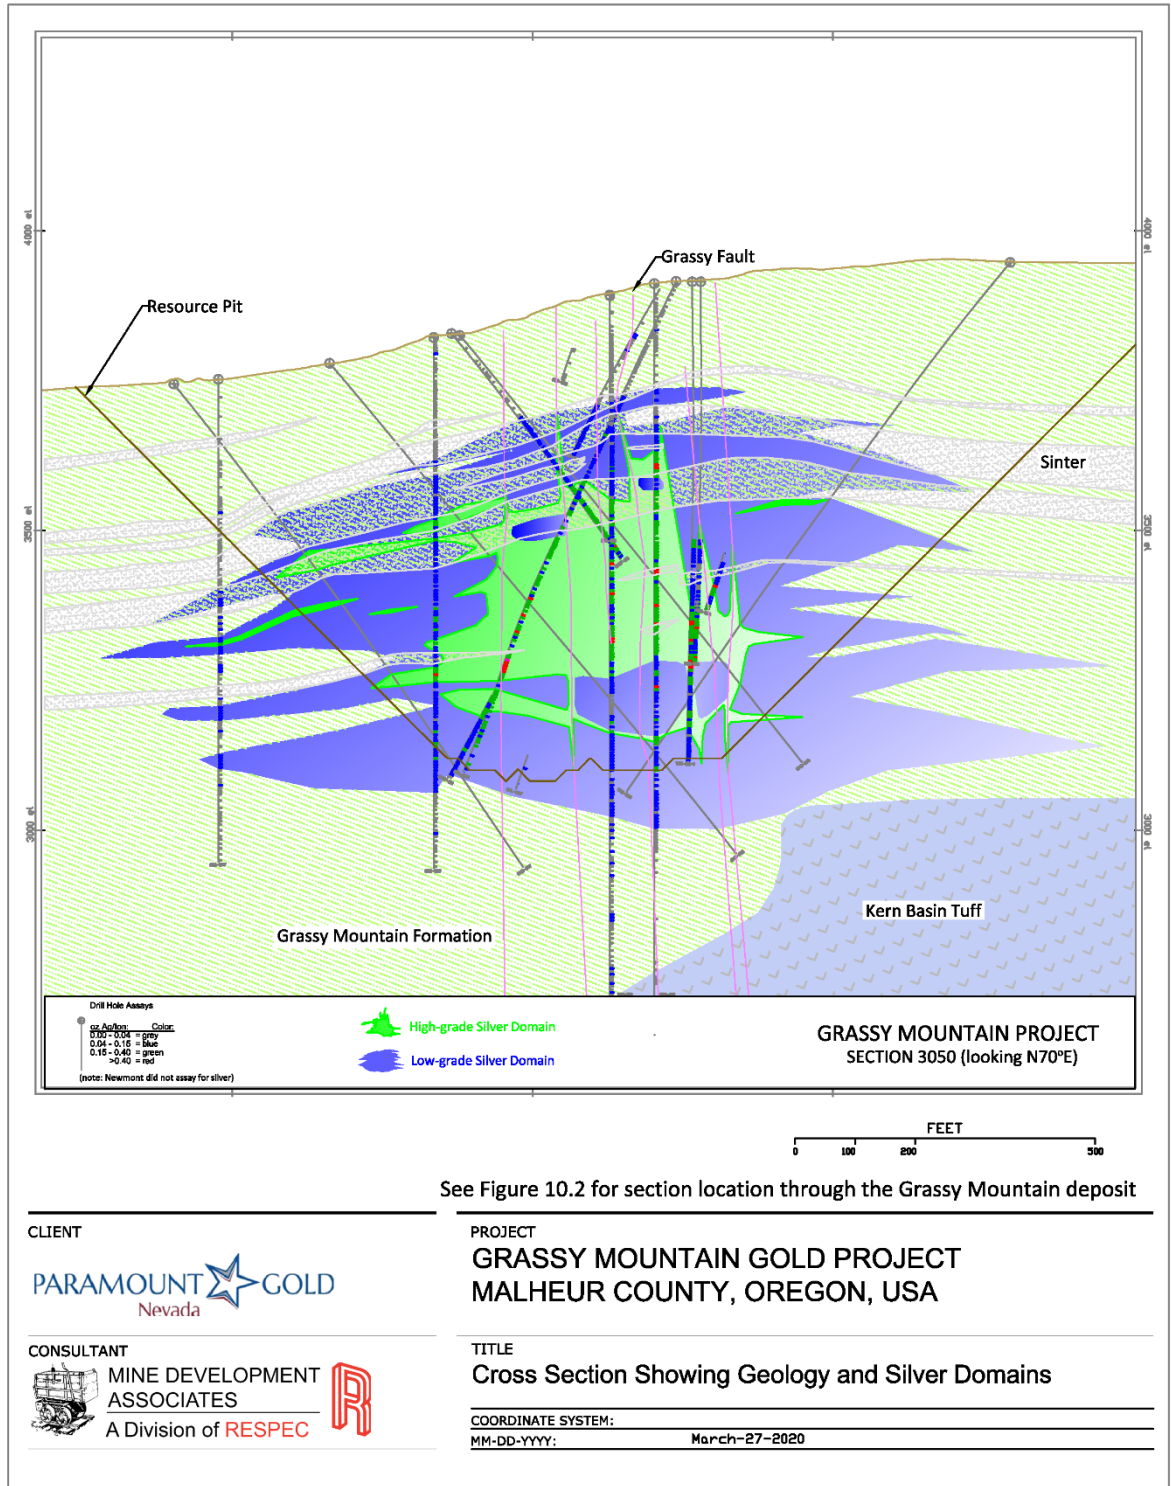 4000 el
4000 el
Grassy Fault
Resource Pit
Sinter
3500 el
3500 el
3000 el
3000 el
Kern Basin Tuff
Grassy Mountain Formation
Drill Hole Assays
oz Ag/ton: Color:
0.00 - 0.04 = grey
0.04 - 0.15 = blue
0.15 - 0.40 = green
>0.40 = red
(note: Newmont did not assay for silver)
High-grade Silver Domain
Low-grade Silver Domain
GRASSY MOUNTAIN PROJECT
SECTION 3050 (looking N70°E)
FEET
0 100 200 500
See Figure 10.2 for section location through the Grassy Mountain deposit
CLIENT
PARAMOUNT GOLD
Nevada
PROJECT
GRASSY MOUNTAIN GOLD PROJECT
MALHEUR COUNTY, OREGON, USA
CONSULTANT
MINE DEVELOPMENT
ASSOCIATES
A Division of RESPEC
R
TITLE
Cross Section Showing Geology and Silver Domains
COORDINATE SYSTEM:
MM-DD-YYYY: March-27-2020